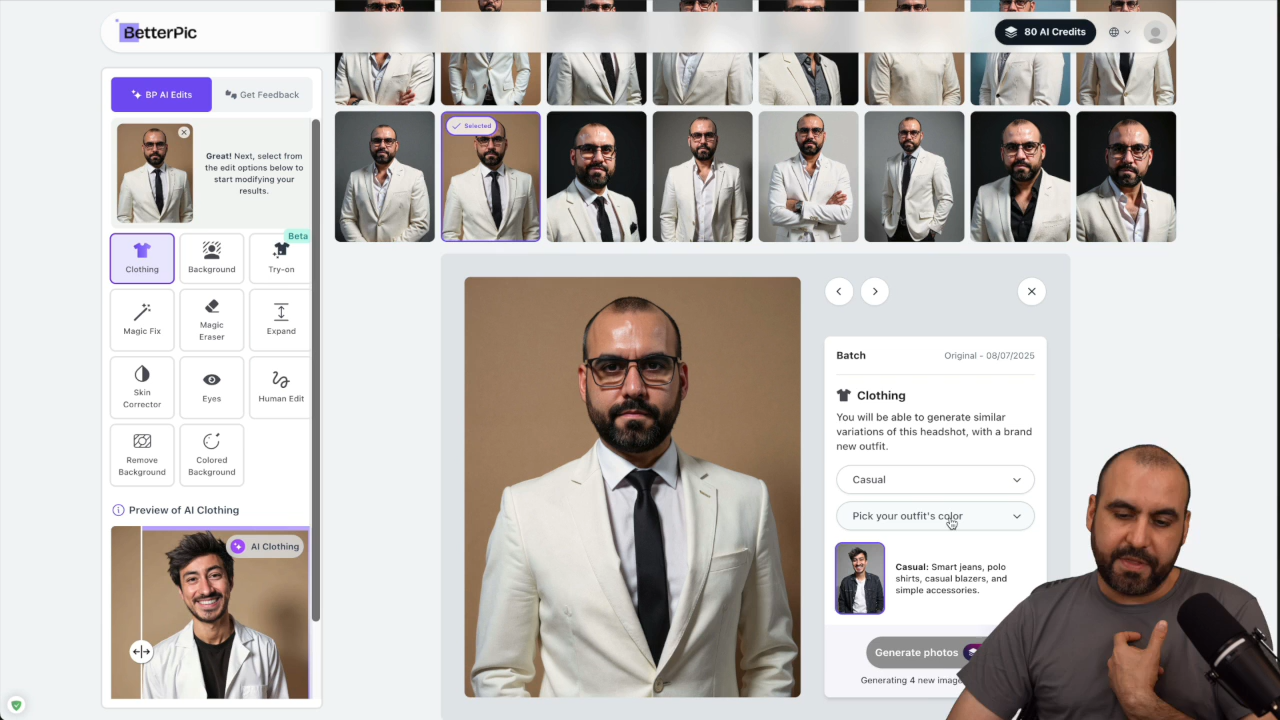 BetterPic
80 AI Credits
BP AI Edits
Get Feedback
Great! Next, select from
the edit options below to
start modifying your
results.
Selected
Beta
Clothing
Background
Try-on
Magic Fix
Magic
Eraser
Expand
Skin
Corrector
Eyes
Human Edit
Remove
Background
Colored
Background
Preview of AI Clothing
AI Clothing
Batch
Original - 08/07/2025
Clothing
You will be able to generate similar
variations of this headshot, with a brand
new outfit.
Casual
Pick your outfit's color
Casual: Smart jeans, polo
shirts, casual blazers, and
simple accessories.
Generate photos
Generating 4 new